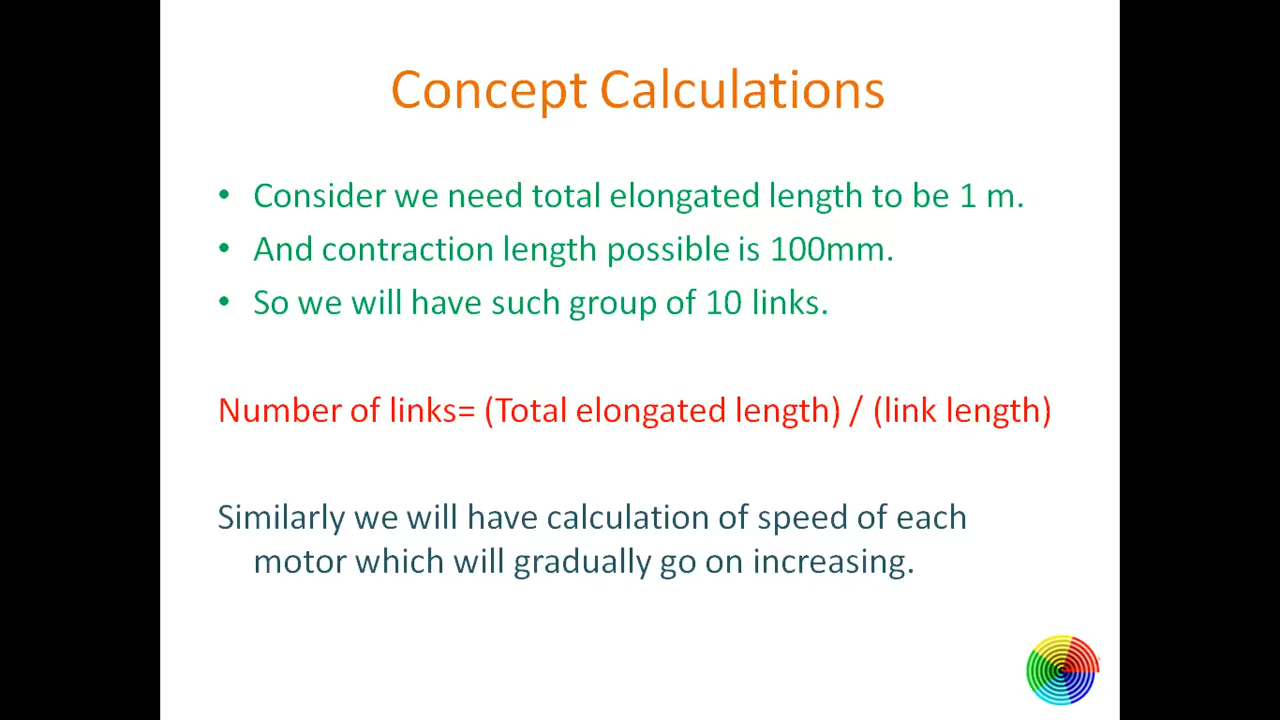 Concept Calculations
• Consider we need total elongated length to be 1 m.
• And contraction length possible is 100mm.
• So we will have such group of 10 links.
Number of links= (Total elongated length) / (link length)
Similarly we will have calculation of speed of each
motor which will gradually go on increasing.